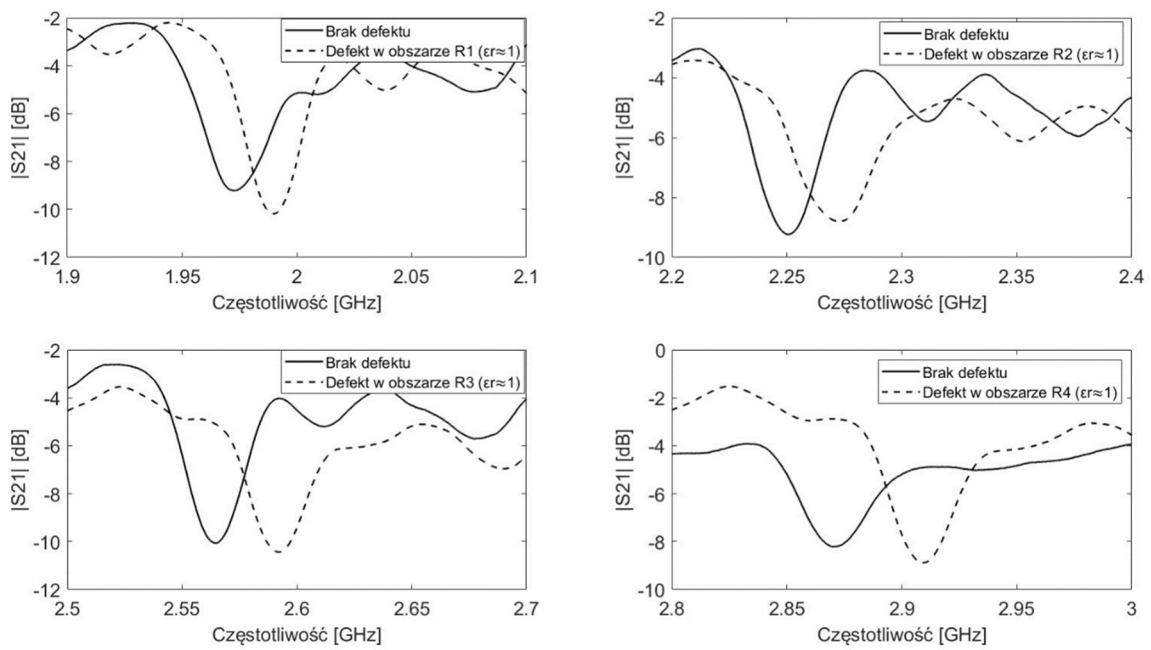 -2
-4
-6
-8
-10
-12
|S21| [dB]
Brak defektu
Defekt w obszarze R1 (εr≈1)
1.9 1.95 2 2.05 2.1
Częstotliwość [GHz]
-2
-4
-6
-8
-10
|S21| [dB]
Brak defektu
Defekt w obszarze R2 (εr≈1)
2.2 2.25 2.3 2.35 2.4
Częstotliwość [GHz]
-2
-4
-6
-8
-10
-12
|S21| [dB]
Brak defektu
Defekt w obszarze R3 (εr≈1)
2.5 2.55 2.6 2.65 2.7
Częstotliwość [GHz]
0
-2
-4
-6
-8
-10
|S21| [dB]
Brak defektu
Defekt w obszarze R4 (εr≈1)
2.8 2.85 2.9 2.95 3
Częstotliwość [GHz]